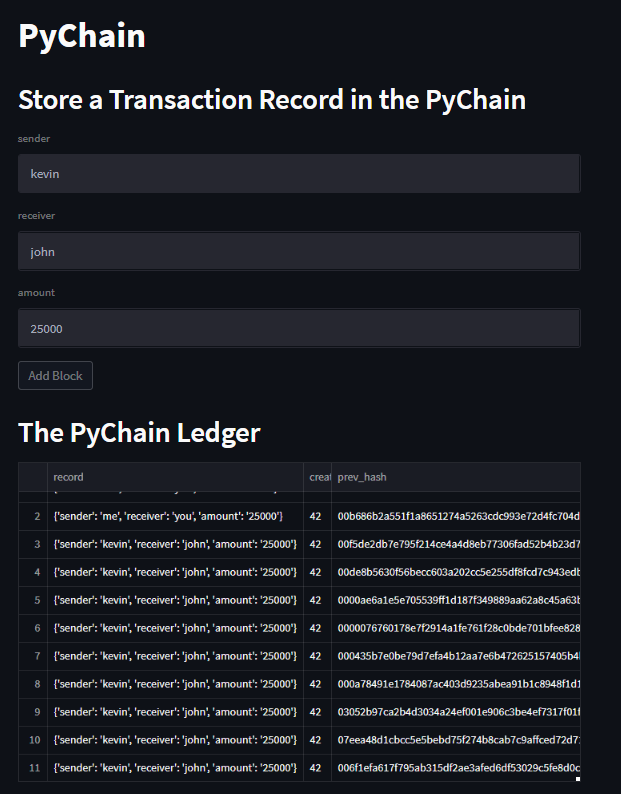 PyChain
Store a Transaction Record in the PyChain
sender
kevin
receiver
john
amount
25000
Add Block
The PyChain Ledger
record creat prev_hash
2 {'sender': 'me', 'receiver': 'you', 'amount': '25000'} 42 00b686b2a551f1a8651274a5263cdc993e72d4fc704d
3 {'sender': 'kevin', 'receiver': 'john', 'amount': '25000'} 42 00f5de2db7e795f214ce4a4d8eb77306fad52b4b23d7
4 {'sender': 'kevin', 'receiver': 'john', 'amount': '25000'} 42 00de8b5630f56becc603a202cc5e255df8fcd7c943edb
5 {'sender': 'kevin', 'receiver': 'john', 'amount': '25000'} 42 0000ae6a1e5e705539ff1d187f349889aa62a8c45a63b
6 {'sender': 'kevin', 'receiver': 'john', 'amount': '25000'} 42 0000076760178e7f2914a1fe761f28c0bde701bfee828
7 {'sender': 'kevin', 'receiver': 'john', 'amount': '25000'} 42 000435b7e0be79d7efa4b12aa7e6b472625157405b4
8 {'sender': 'kevin', 'receiver': 'john', 'amount': '25000'} 42 000a78491e1784087ac403d9235abea91b1c8948f1d1
9 {'sender': 'kevin', 'receiver': 'john', 'amount': '25000'} 42 03052b97ca2b4d3034a24ef001e906c3be4ef7317f01f
10 {'sender': 'kevin', 'receiver': 'john', 'amount': '25000'} 42 07eea48d1cbcc5e5bebd75f274b8cab7c9affced72d7
11 {'sender': 'kevin', 'receiver': 'john', 'amount': '25000'} 42 006f1efa617f795ab315df2ae3afed6df53029c5fe8d0c